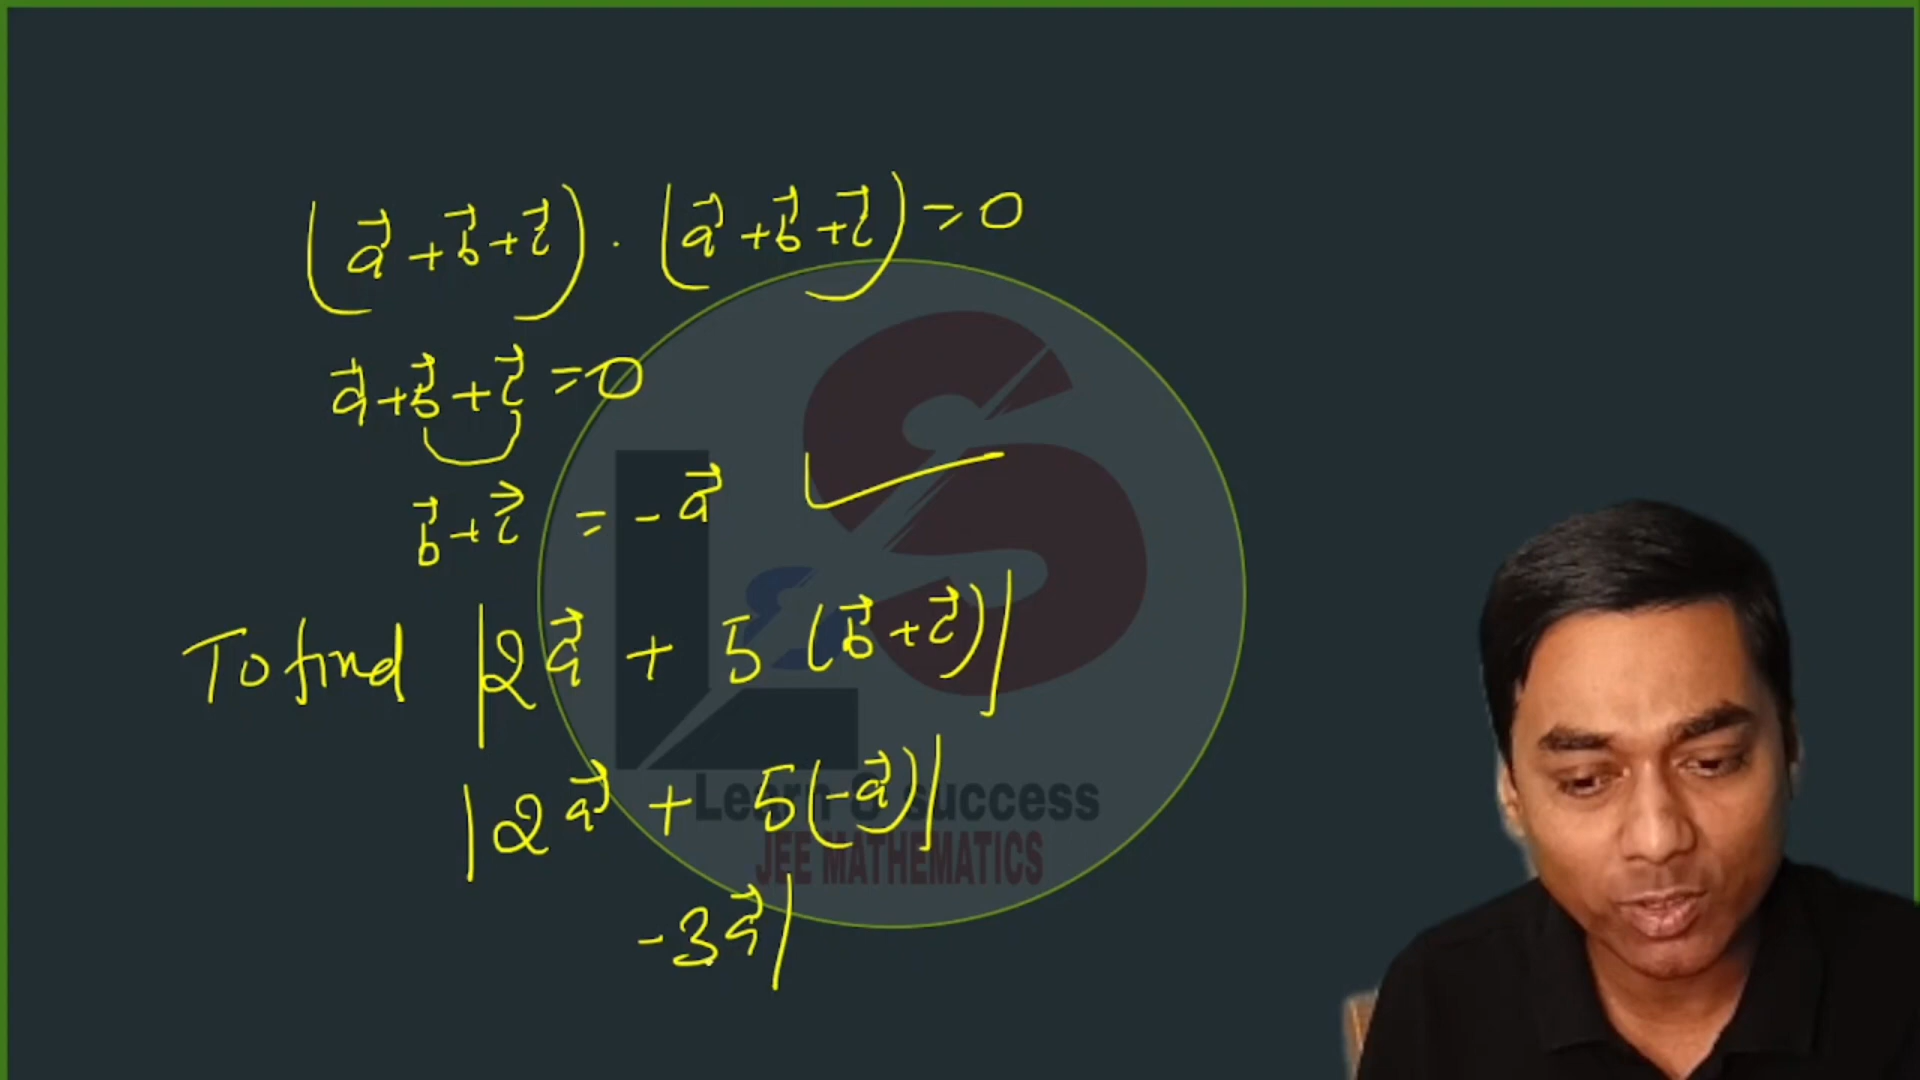 (a⃗ + b⃗ + c⃗) · (a⃗ + b⃗ + c⃗) = 0
a⃗ + b⃗ + c⃗ = 0
b⃗ + c⃗ = - a⃗
To find |2a⃗ + 5 (b⃗ + c⃗)|
|2a⃗ + 5(-a⃗)|
Learn & success
JEE MATHEMATICS
-3a⃗|